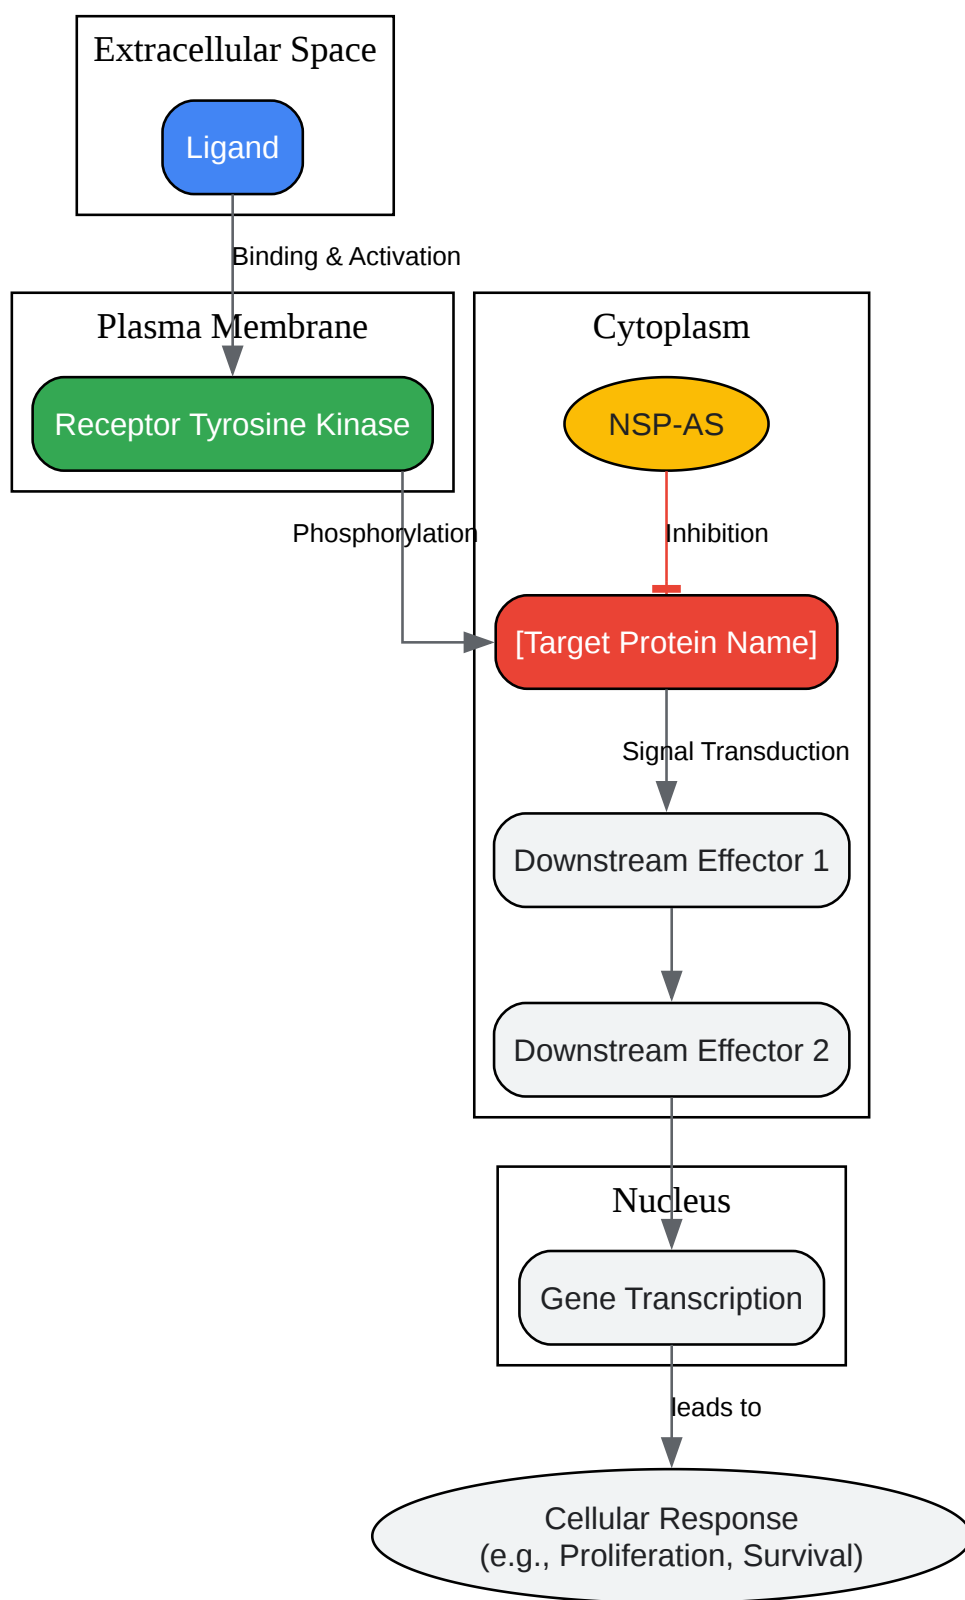 Extracellular Space
Ligand
Binding & Activation
Plasma Membrane
Receptor Tyrosine Kinase
Phosphorylation
Cytoplasm
NSP-AS
Inhibition
[Target Protein Name]
Signal Transduction
Downstream Effector 1
Downstream Effector 2
Nucleus
Gene Transcription
leads to
Cellular Response
(e.g., Proliferation, Survival)